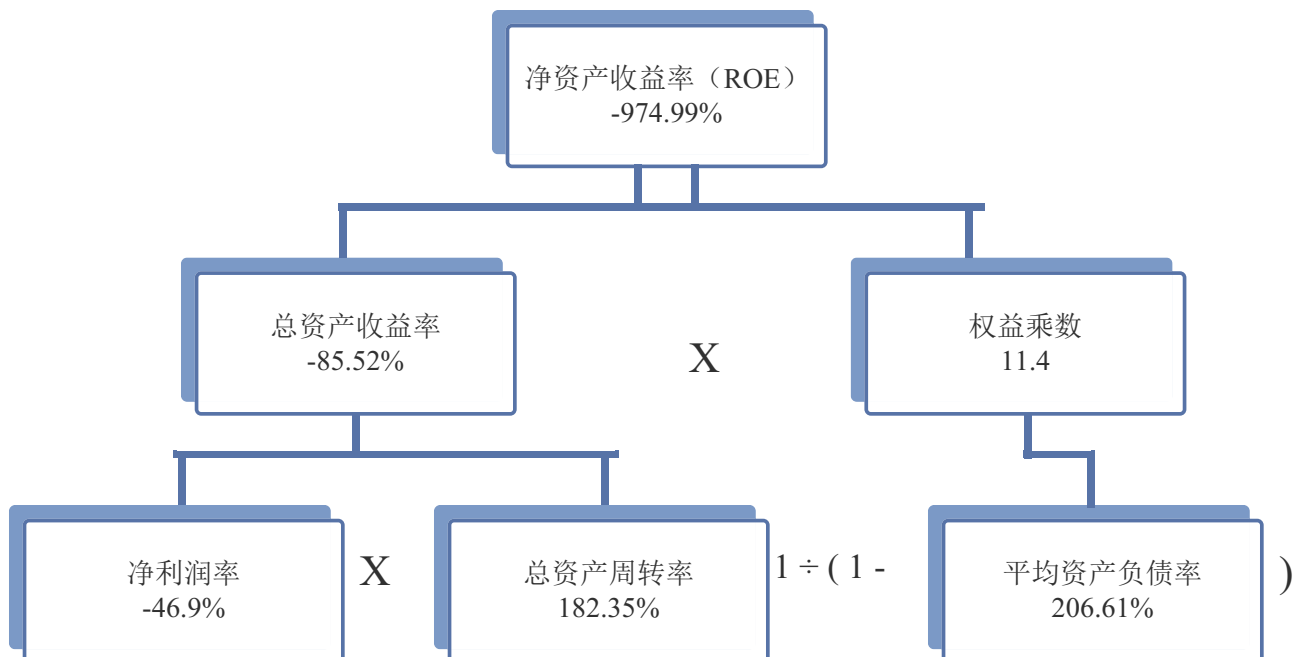 净资产收益率（ROE）
-974.99%
总资产收益率
-85.52%
X
权益乘数
11.4
净利润率
-46.9%
X
总资产周转率
182.35%
1 ÷ ( 1 -
平均资产负债率
206.61%
)